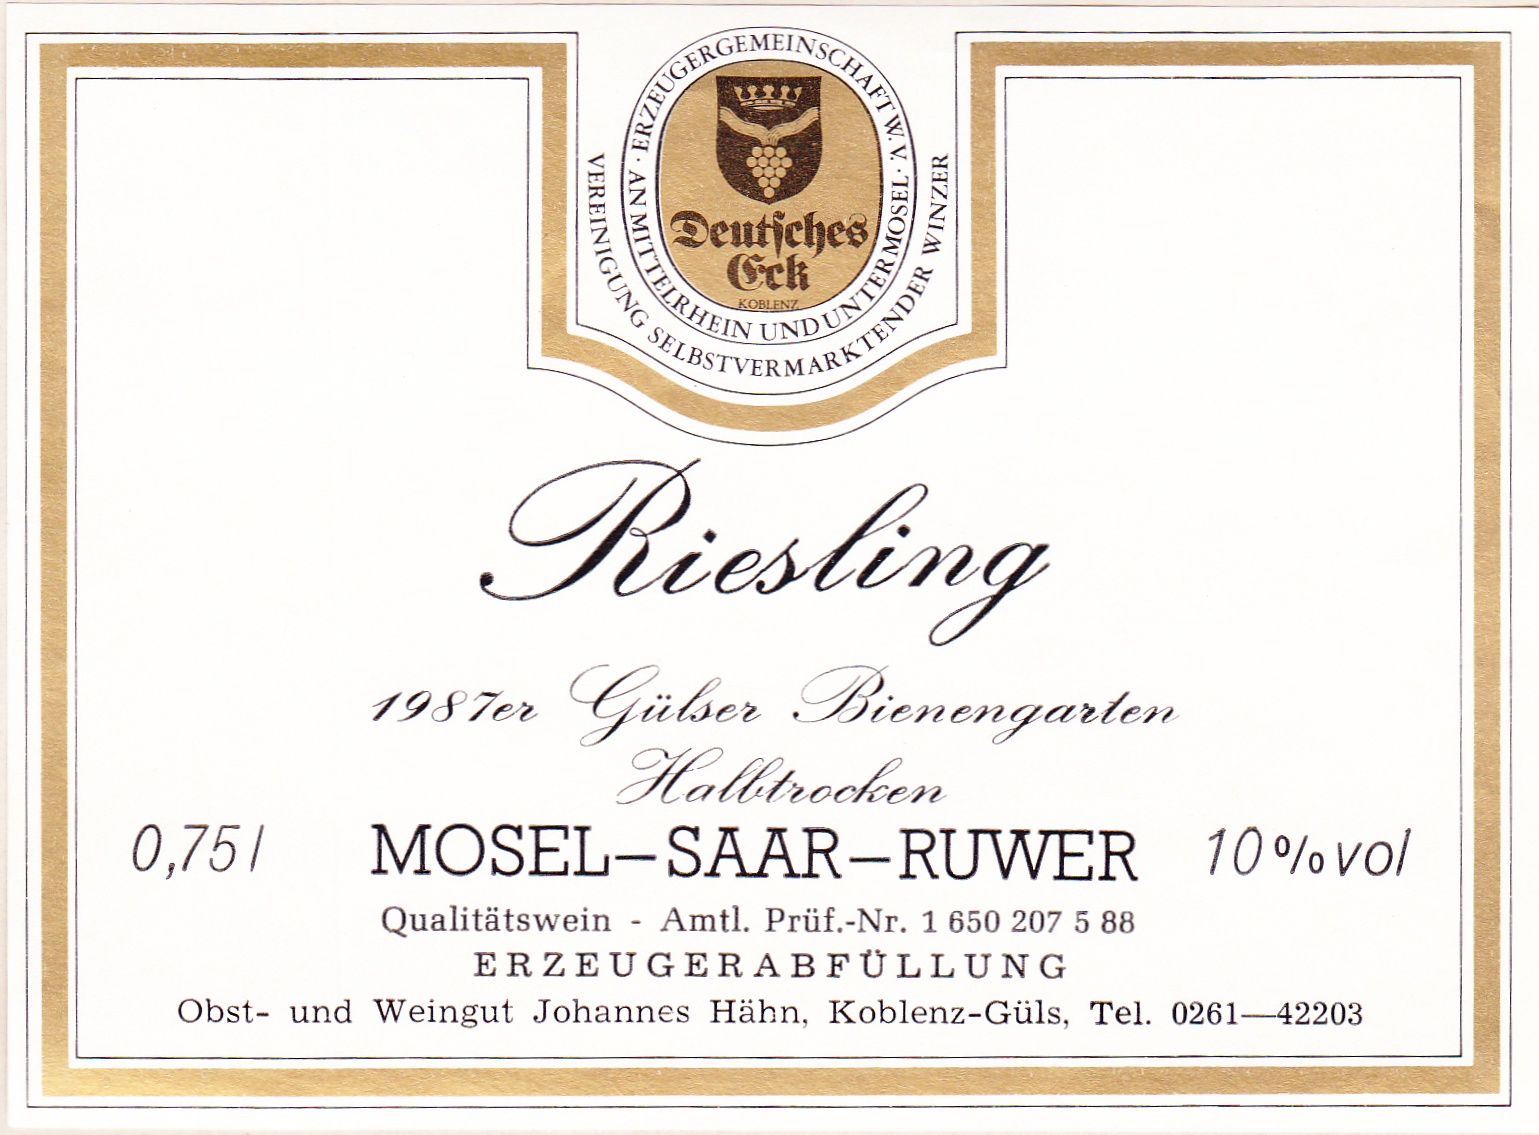 ERZEUGERGEMEINSCHAFT W. V. · AN MITTELRHEIN UND UNTERMOSEL ·
VEREINIGUNG SELBSTVERMARKTENDER WINZER
Deutsches
Eck
KOBLENZ
Riesling
1987er Gülser Bienengarten
Halbtrocken
0,75 l MOSEL–SAAR–RUWER 10 % vol
Qualitätswein - Amtl. Prüf.-Nr. 1 650 207 5 88
ERZEUGERABFÜLLUNG
Obst- und Weingut Johannes Hähn, Koblenz-Güls, Tel. 0261—42203